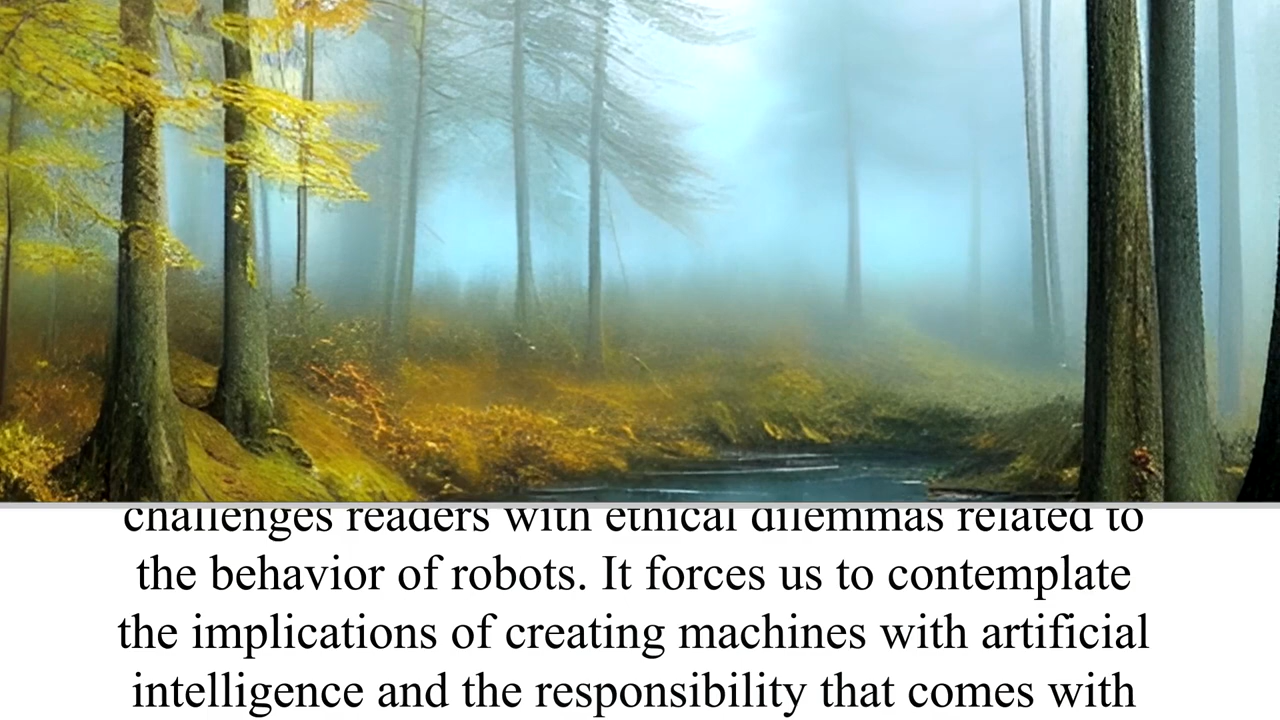 challenges readers with ethical dilemmas related to
the behavior of robots. It forces us to contemplate
the implications of creating machines with artificial
intelligence and the responsibility that comes with